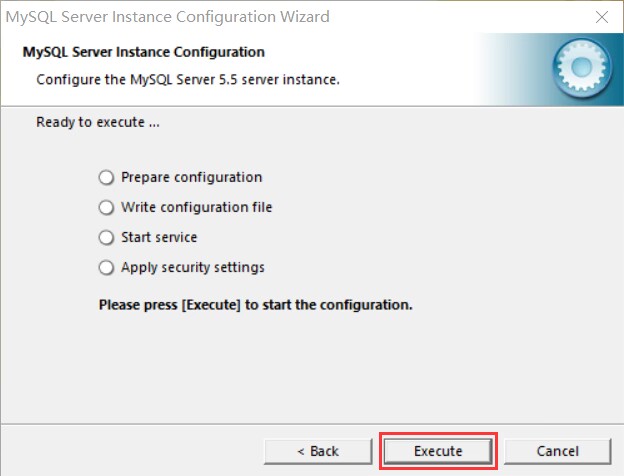 MySQL Server Instance Configuration Wizard
MySQL Server Instance Configuration
Configure the MySQL Server 5.5 server instance.
Ready to execute ...
Prepare configuration
Write configuration file
Start service
Apply security settings
Please press [Execute] to start the configuration.
< Back
Execute
Cancel